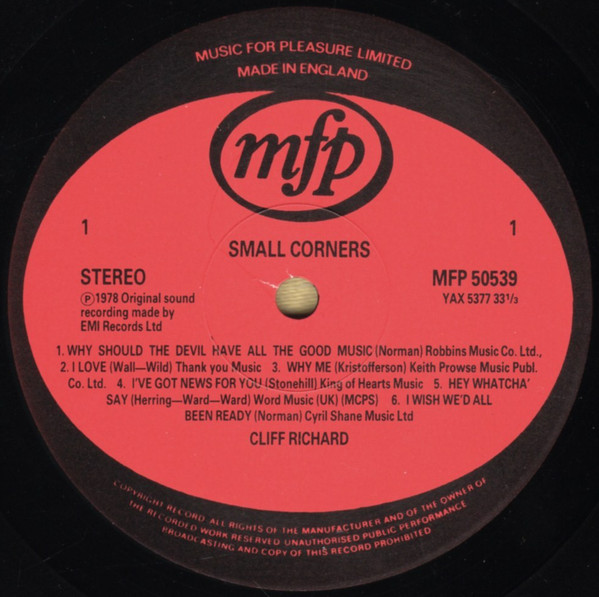 MUSIC FOR PLEASURE LIMITED
MADE IN ENGLAND
mfp
1
1
SMALL CORNERS
STEREO
MFP 50539
℗1978 Original sound
YAX 5377 33⅓
recording made by
EMI Records Ltd
1. WHY SHOULD THE DEVIL HAVE ALL THE GOOD MUSIC (Norman) Robbins Music Co. Ltd.,
2. I LOVE (Wall—Wild) Thank you Music 3. WHY ME (Kristofferson) Keith Prowse Music Publ.
Co. Ltd. 4. I'VE GOT NEWS FOR YOU (Stonehill) King of Hearts Music 5. HEY WHATCHA'
SAY (Herring—Ward—Ward) Word Music (UK) (MCPS) 6. I WISH WE'D ALL
BEEN READY (Norman) Cyril Shane Music Ltd
CLIFF RICHARD
COPYRIGHT RECORD. ALL RIGHTS OF THE MANUFACTURER AND OF THE OWNER OF
THE RECORDED WORK RESERVED UNAUTHORISED PUBLIC PERFORMANCE
BROADCASTING AND COPY OF THIS RECORD PROHIBITED